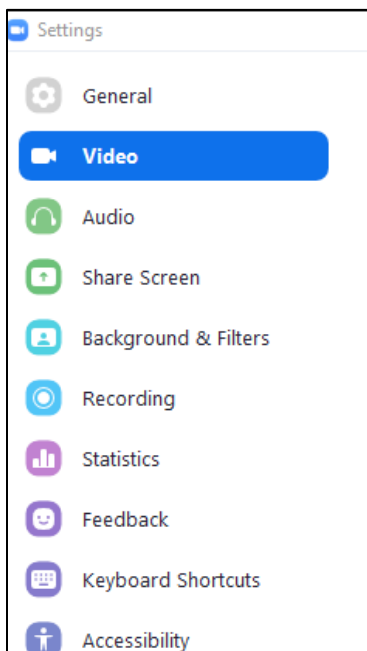 Settings
General
Video
Audio
Share Screen
Background & Filters
Recording
Statistics
Feedback
Keyboard Shortcuts
Accessibility